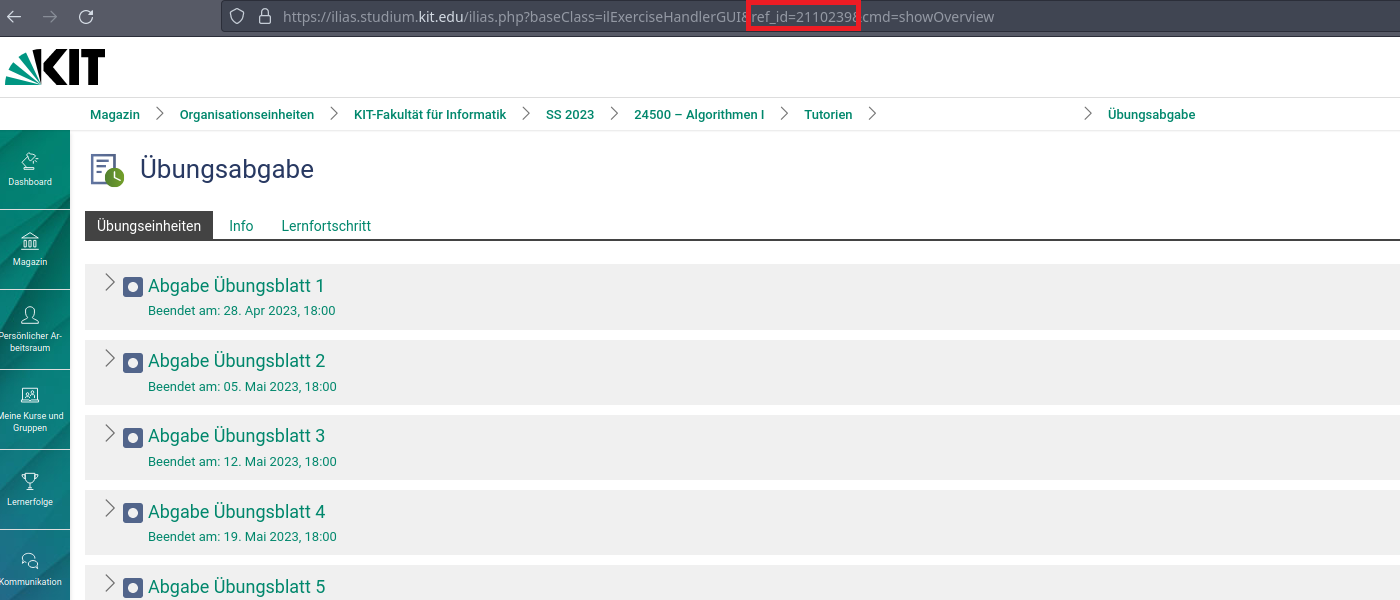 https://ilias.studium.kit.edu/ilias.php?baseClass=ilExerciseHandlerGUI&ref_id=2110239&cmd=showOverview
KIT
Magazin Organisationseinheiten KIT-Fakultät für Informatik SS 2023 24500 – Algorithmen I Tutorien Übungsabgabe
Dashboard
Magazin
Persönlicher Ar-
beitsraum
Meine Kurse und
Gruppen
Lernerfolge
Kommunikation
Übungsabgabe
Übungseinheiten Info Lernfortschritt
Abgabe Übungsblatt 1
Beendet am: 28. Apr 2023, 18:00
Abgabe Übungsblatt 2
Beendet am: 05. Mai 2023, 18:00
Abgabe Übungsblatt 3
Beendet am: 12. Mai 2023, 18:00
Abgabe Übungsblatt 4
Beendet am: 19. Mai 2023, 18:00
Abgabe Übungsblatt 5